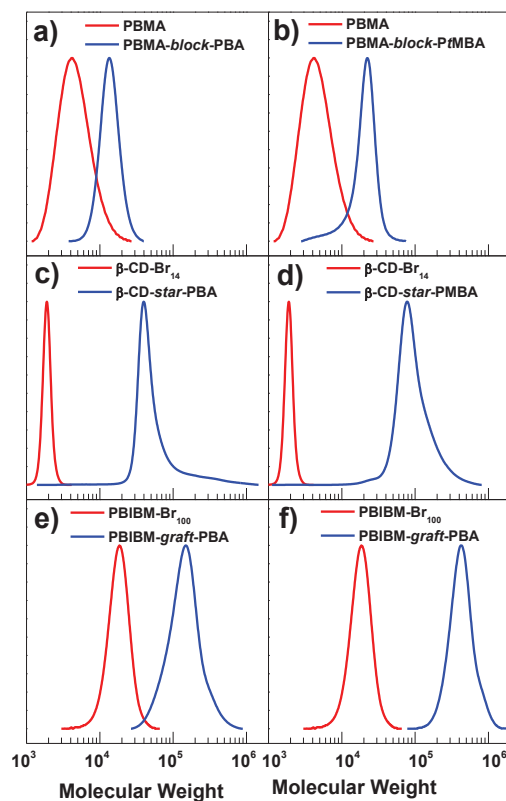 a)
PBMA
PBMA-block-PBA
b)
PBMA
PBMA-block-PtMBA
c)
β-CD-Br14
β-CD-star-PBA
d)
β-CD-Br14
β-CD-star-PMBA
e)
PBIBM-Br100
PBIBM-graft-PBA
f)
PBIBM-Br100
PBIBM-graft-PBA
10³ 10⁴ 10⁵ 10⁶
10⁴ 10⁵ 10⁶
Molecular Weight
Molecular Weight